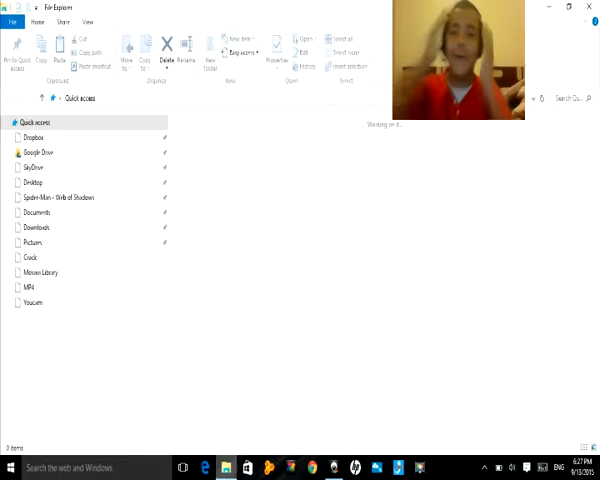 File Explorer
File Home Share View
Pin to Quick access
Copy
Paste
Cut
Copy path
Paste shortcut
Clipboard
Move to
Copy to
Delete
Rename
Organize
New folder
New item
Easy access
New
Properties
Open
Edit
History
Open
Select all
Select none
Invert selection
Select
Quick access
Search Qu...
Working on it...
Quick access
Dropbox
Google Drive
SkyDrive
Desktop
Spider-Man - Web of Shadows
Documents
Downloads
Pictures
Crack
MP4
Youcam
0 items
Search the web and Windows
ENG
6:27 PM
9/13/2015